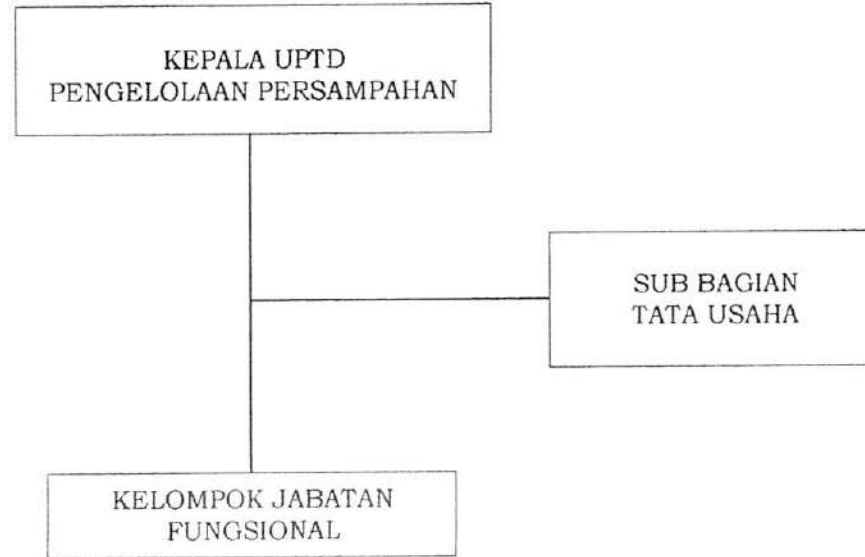 KEPALA UPTD
PENGELOLAAN PERSAMPAHAN
SUB BAGIAN
TATA USAHA
KELOMPOK JABATAN
FUNGSIONAL